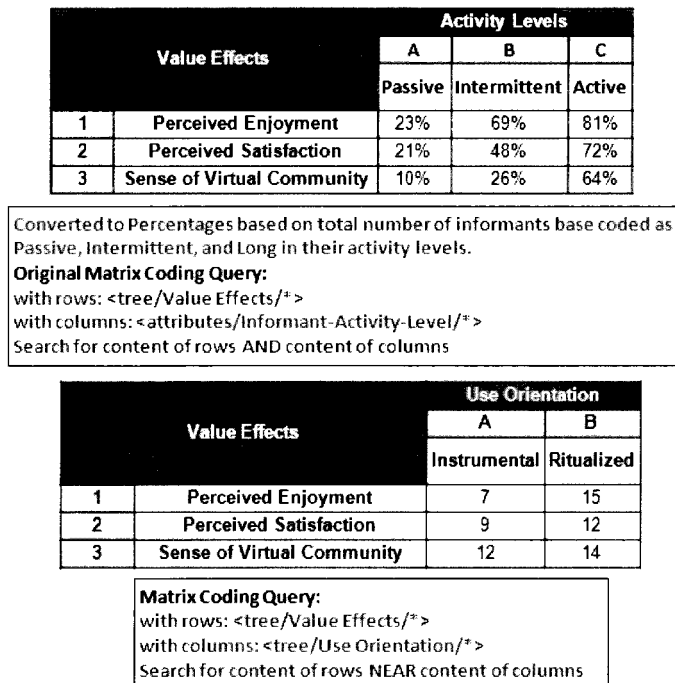 Activity Levels
Value Effects A B C
Passive Intermittent Active
1 Perceived Enjoyment 23% 69% 81%
2 Perceived Satisfaction 21% 48% 72%
3 Sense of Virtual Community 10% 26% 64%
Converted to Percentages based on total number of informants base coded as
Passive, Intermittent, and Long in their activity levels.
Original Matrix Coding Query:
with rows: <tree/Value Effects/*>
with columns: <attributes/Informant-Activity-Level/*>
Search for content of rows AND content of columns
Use Orientation
Value Effects A B
Instrumental Ritualized
1 Perceived Enjoyment 7 15
2 Perceived Satisfaction 9 12
3 Sense of Virtual Community 12 14
Matrix Coding Query:
with rows: <tree/Value Effects/*>
with columns: <tree/Use Orientation/*>
Search for content of rows NEAR content of columns